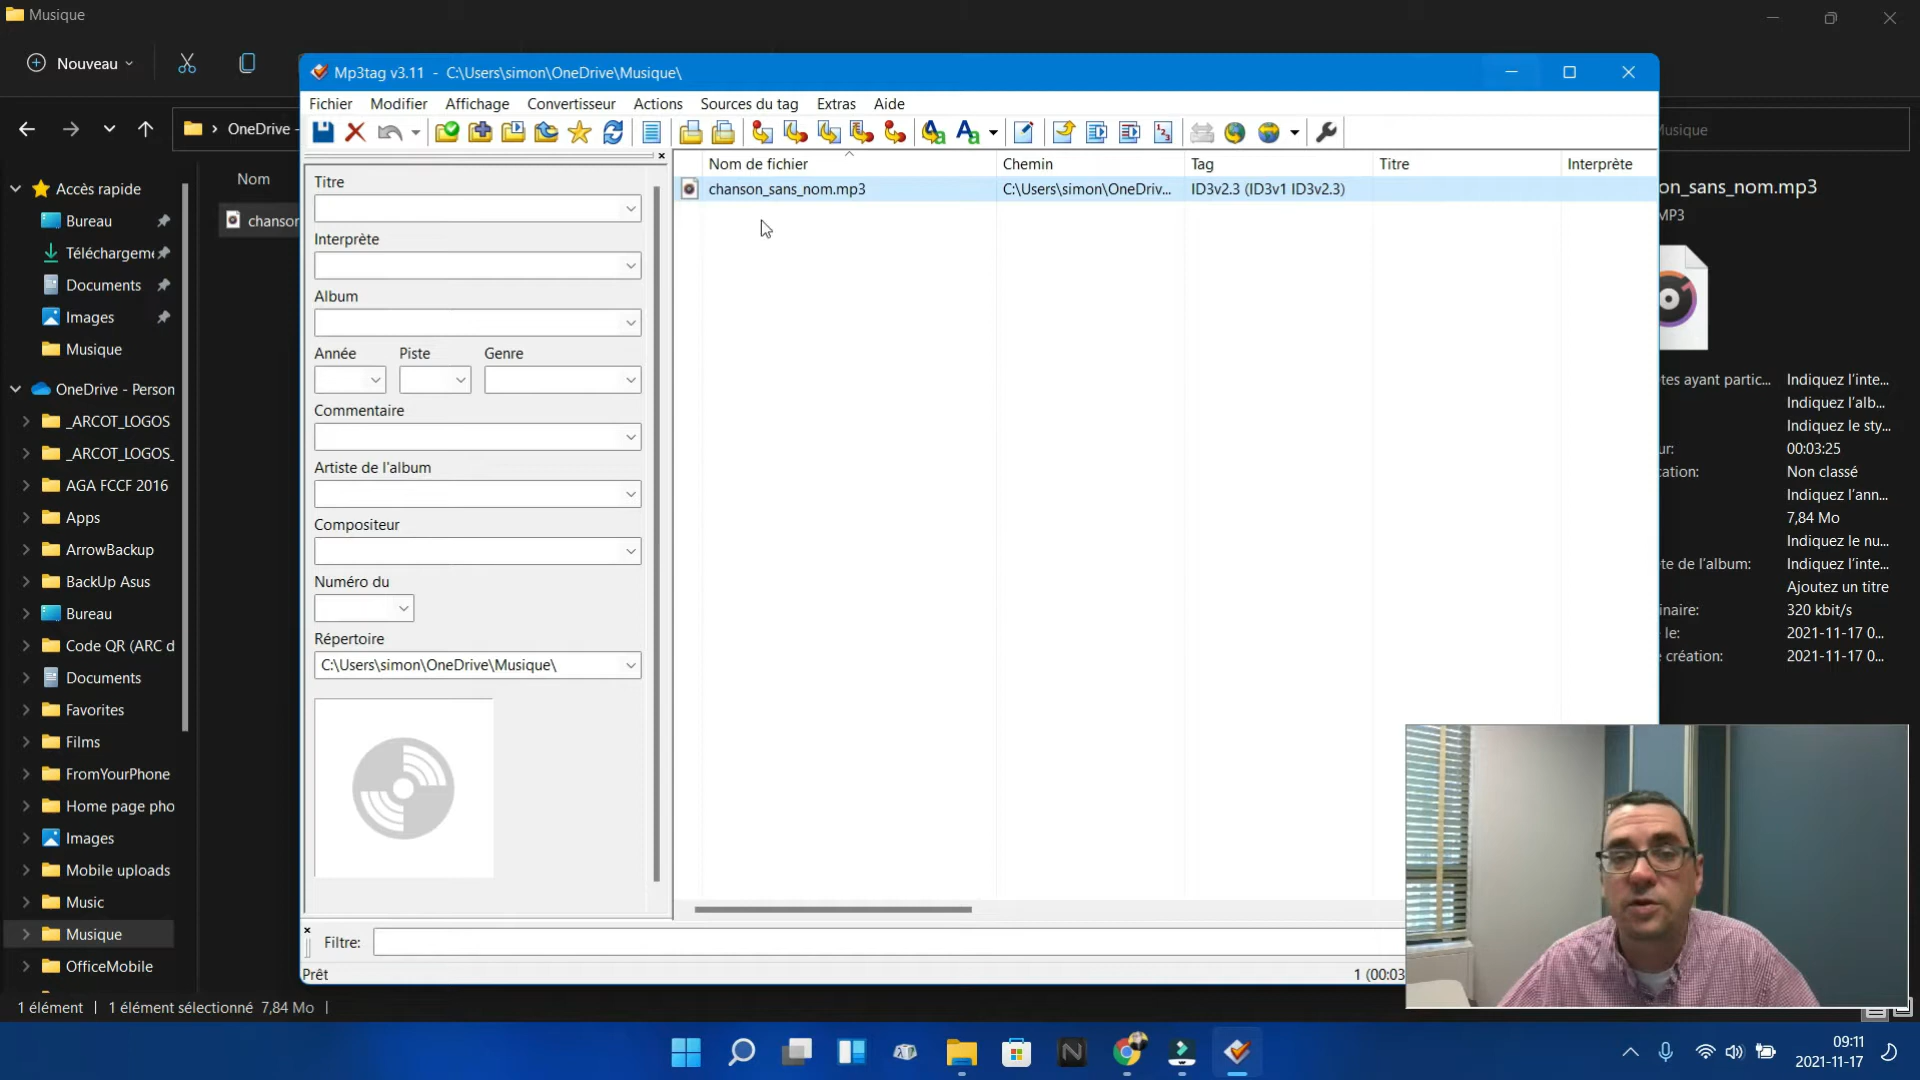 Musique
Nouveau
OneDrive -
Accès rapide
Bureau
Téléchargeme
Documents
Images
Musique
OneDrive - Person
_ARCOT_LOGOS
_ARCOT_LOGOS_
AGA FCCF 2016
Apps
ArrowBackup
BackUp Asus
Bureau
Code QR (ARC d
Documents
Favorites
Films
FromYourPhone
Home page pho
Images
Mobile uploads
Music
Musique
OfficeMobile
Nom
chanson
1 élément
1 élément sélectionné 7,84 Mo
Mp3tag v3.11 - C:\Users\simon\OneDrive\Musique\
Fichier Modifier Affichage Convertisseur Actions Sources du tag Extras Aide
Titre
Interprète
Album
Année Piste Genre
Commentaire
Artiste de l'album
Compositeur
Numéro du
Répertoire
C:\Users\simon\OneDrive\Musique\
Nom de fichier Chemin Tag Titre Interprète
chanson_sans_nom.mp3 C:\Users\simon\OneDriv... ID3v2.3 (ID3v1 ID3v2.3)
Filtre:
Prêt
1 (00:03
Musique
on_sans_nom.mp3
MP3
tes ayant partic... Indiquez l'inte...
Indiquez l'alb...
Indiquez le sty...
ur: 00:03:25
cation: Non classé
Indiquez l'ann...
7,84 Mo
Indiquez le nu...
te de l'album: Indiquez l'inte...
Ajoutez un titre
inaire: 320 kbit/s
le: 2021-11-17 0...
création: 2021-11-17 0...
09:11
2021-11-17